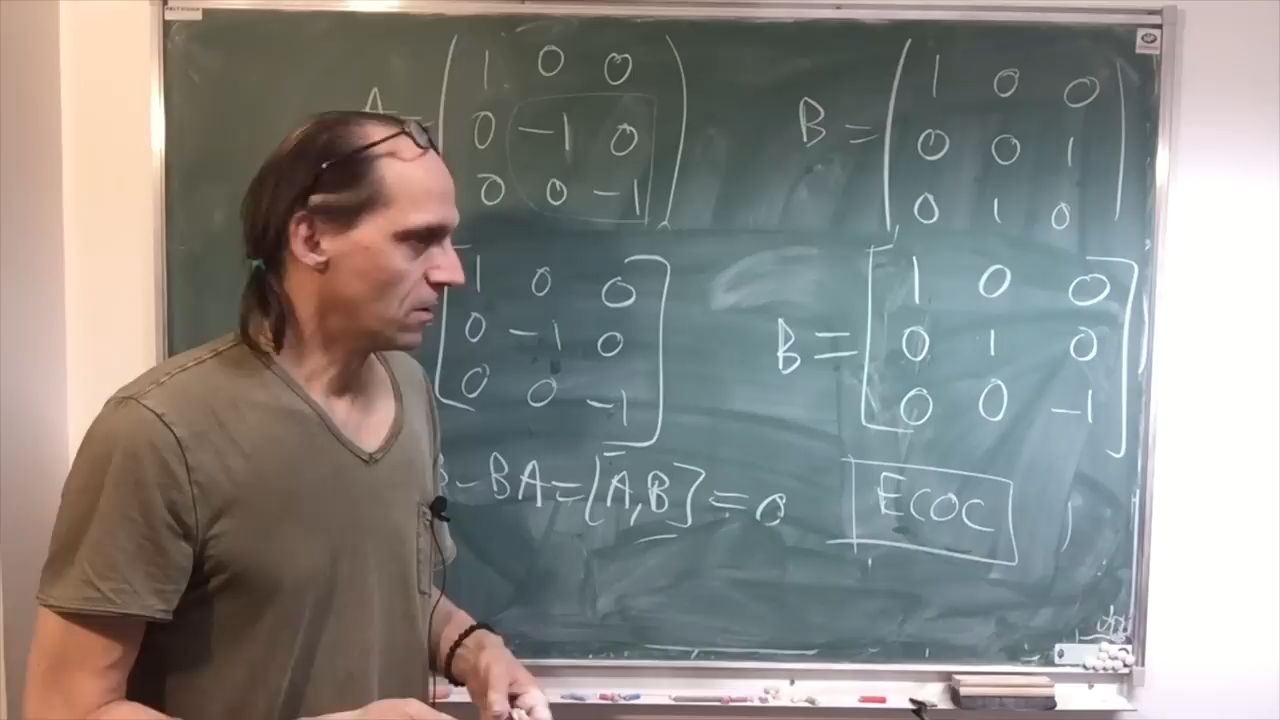 A = ( 1 0 0
0 -1 0
0 0 -1 )
B = ( 1 0 0
0 0 1
0 1 0 )
[ 1 0 0
0 -1 0
0 0 -1 ]
B = [ 1 0 0
0 1 0
0 0 -1 ]
B - BA = [A,B] = 0
ECOC